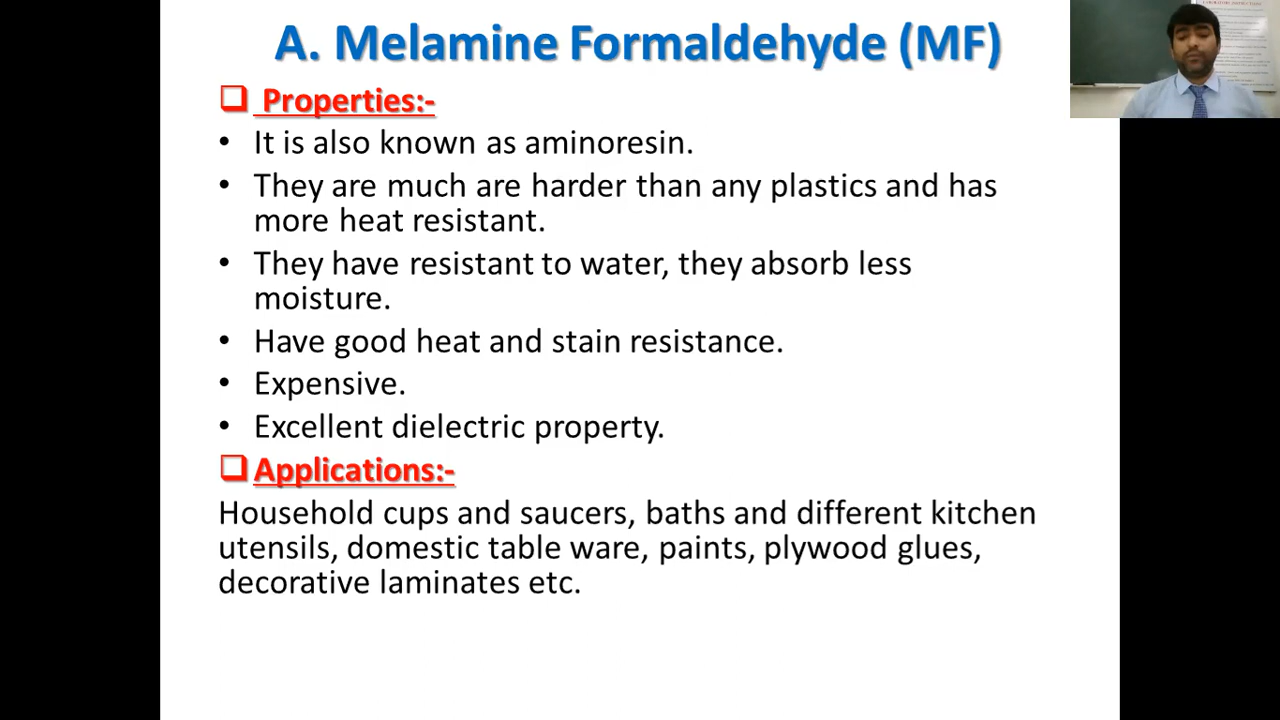 A. Melamine Formaldehyde (MF)
Properties:-
• It is also known as aminoresin.
• They are much are harder than any plastics and has
more heat resistant.
• They have resistant to water, they absorb less
moisture.
• Have good heat and stain resistance.
• Expensive.
• Excellent dielectric property.
Applications:-
Household cups and saucers, baths and different kitchen
utensils, domestic table ware, paints, plywood glues,
decorative laminates etc.